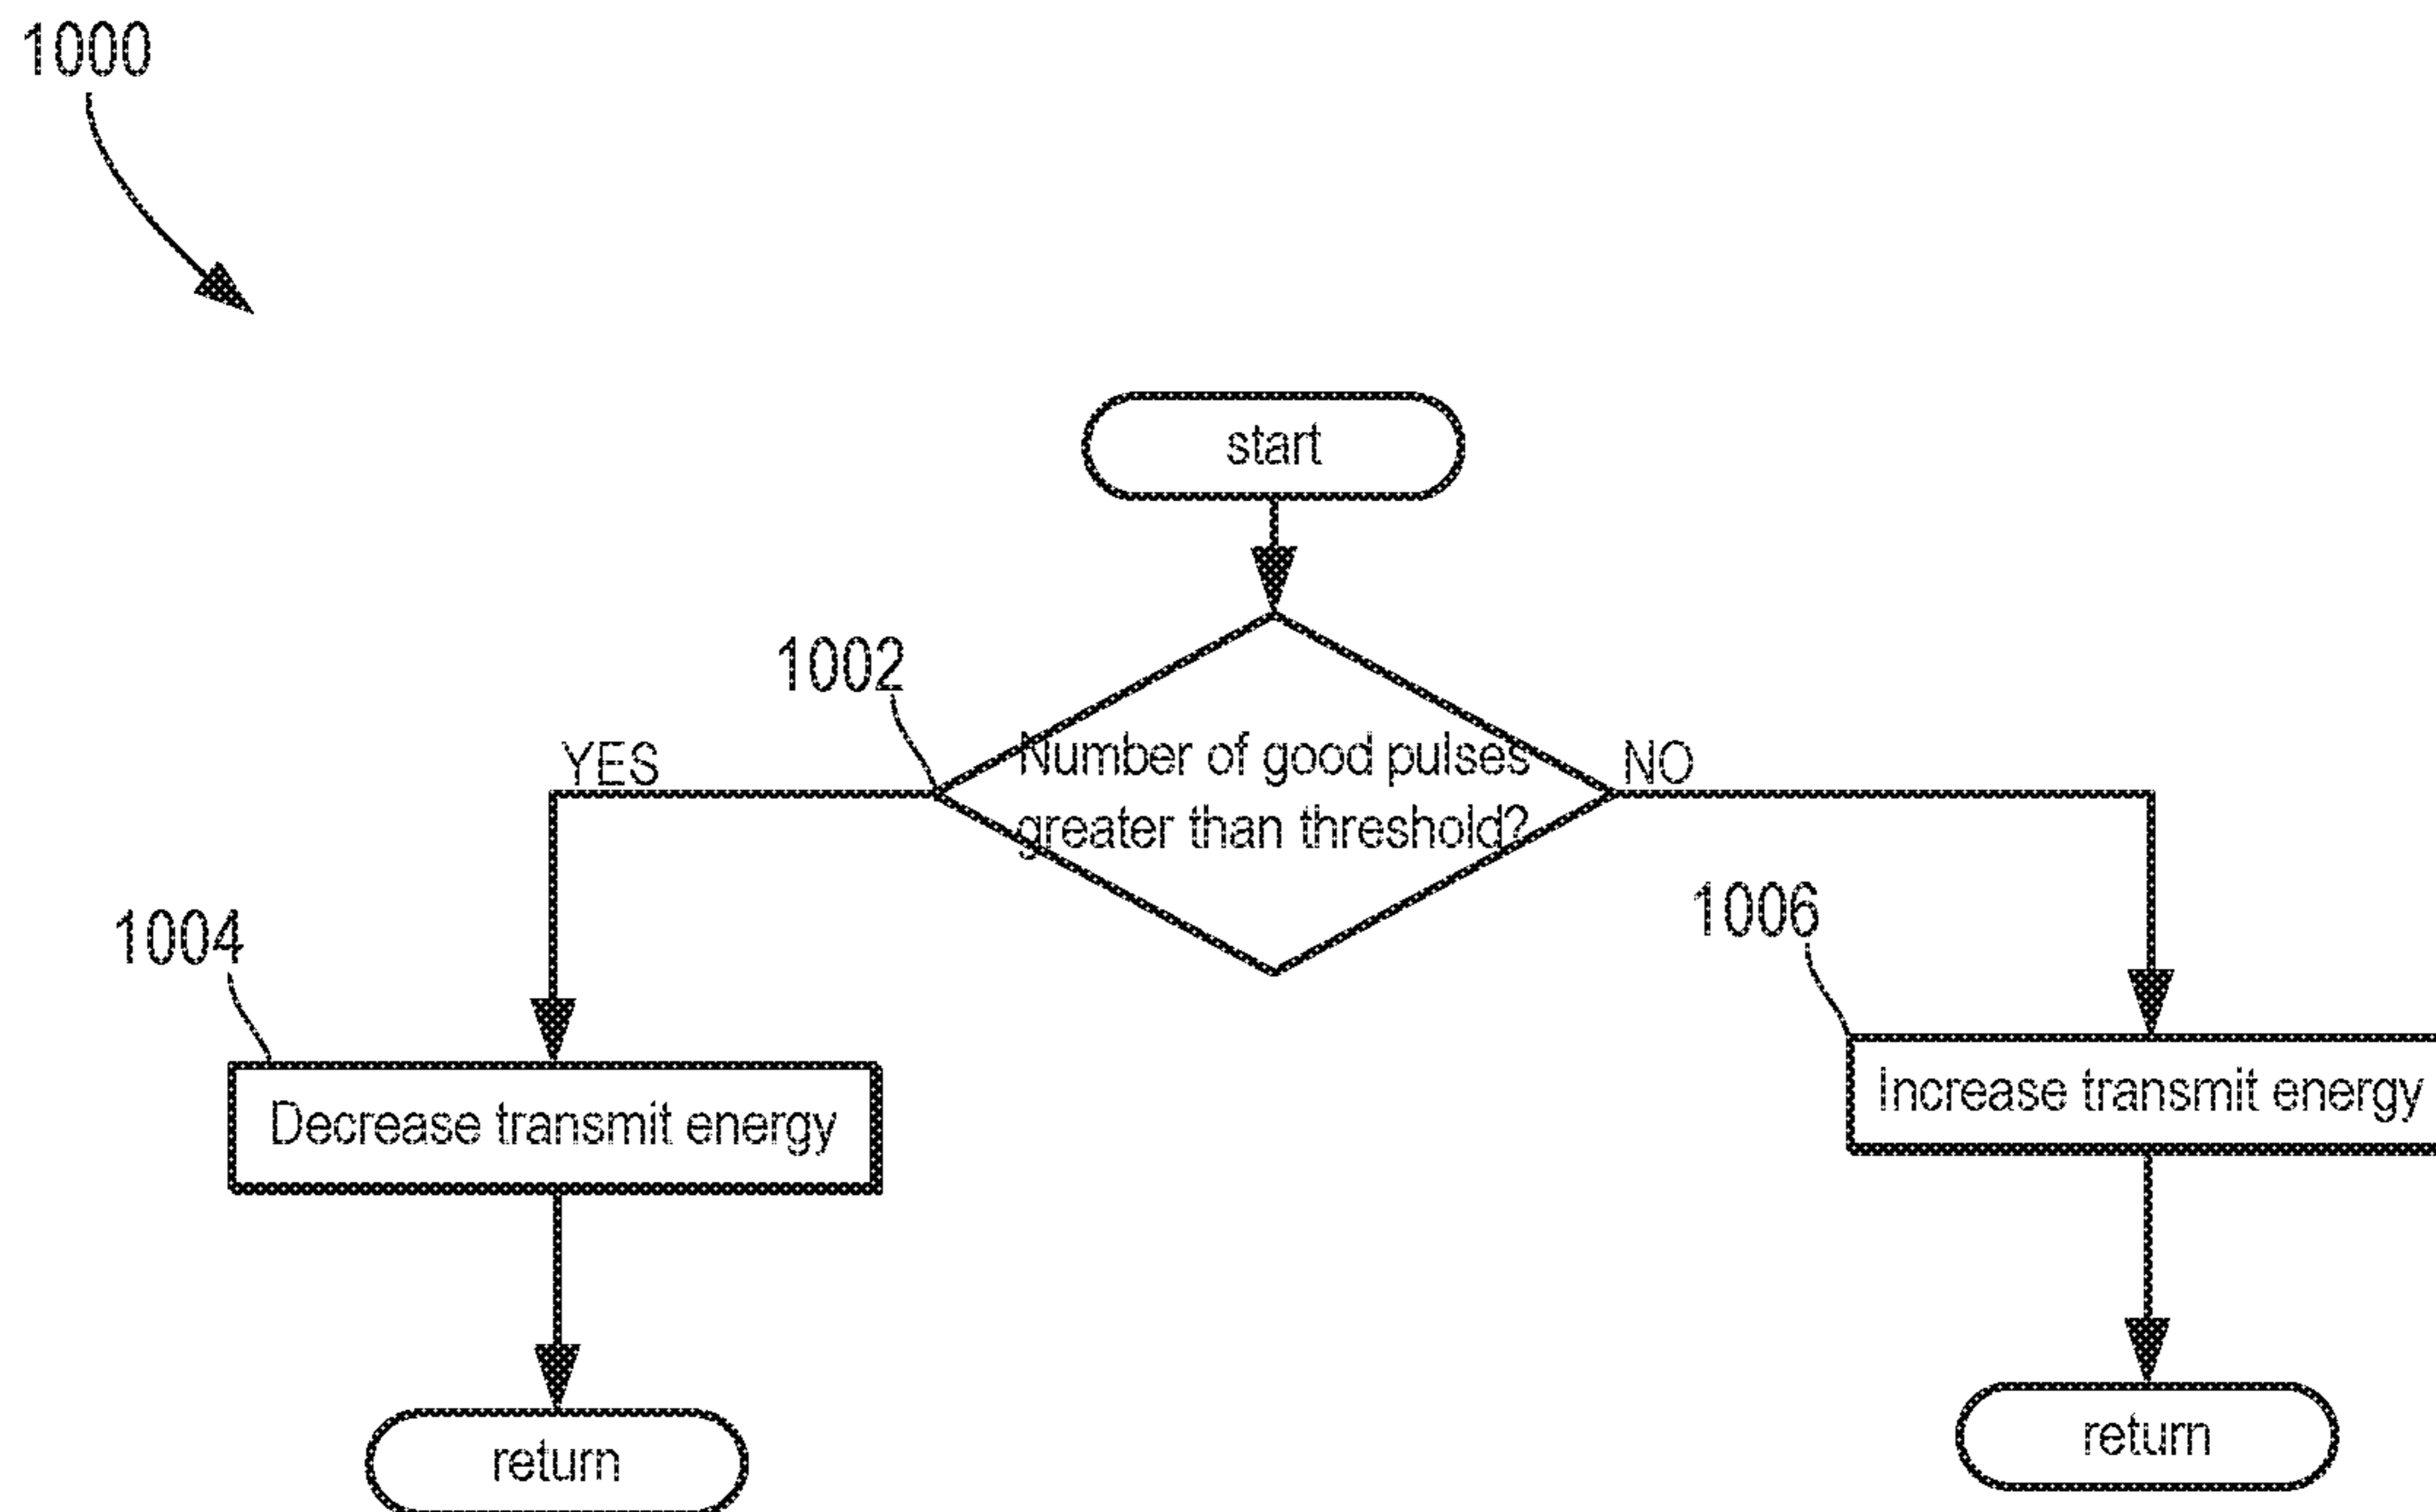 1000
start
1002
YES
Number of good pulses
greater than threshold?
NO
1004
1006
Decrease transmit energy
Increase transmit energy
return
return